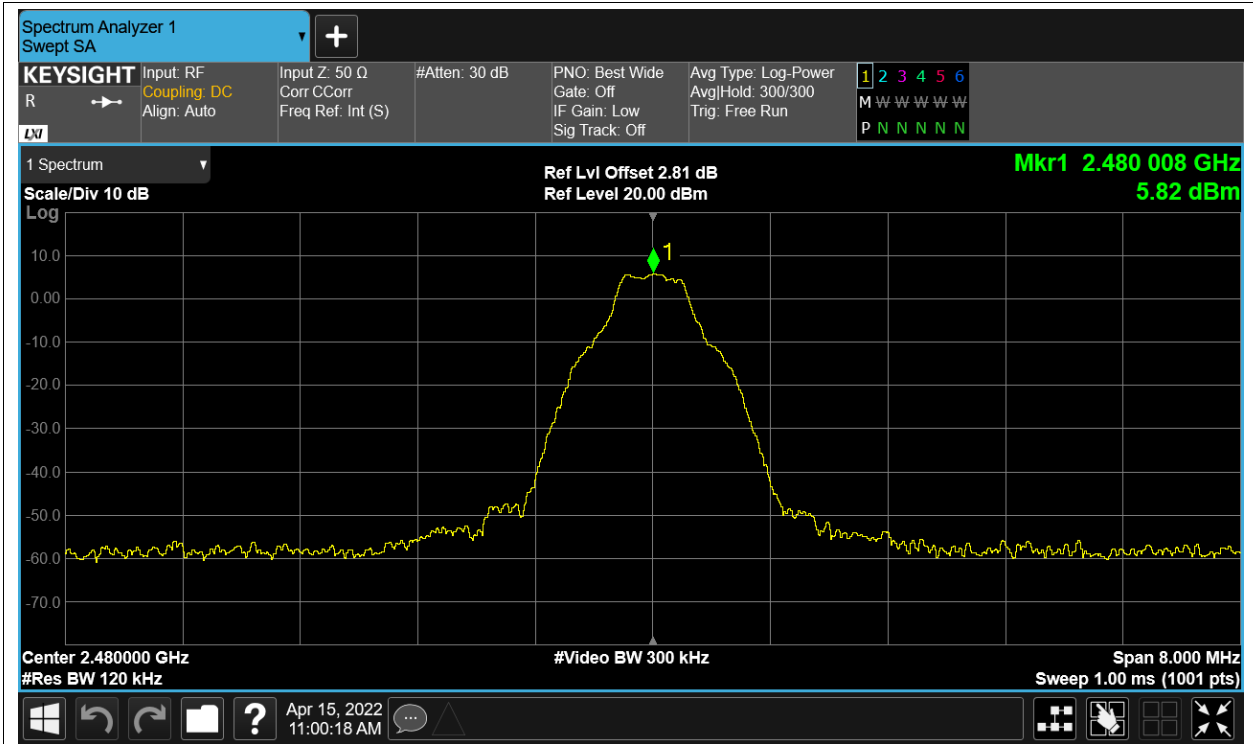 Spectrum Analyzer 1
Swept SA
KEYSIGHT
R
LXI
Input: RF
Coupling: DC
Align: Auto
Input Z: 50 Ω
Corr CCorr
Freq Ref: Int (S)
#Atten: 30 dB
PNO: Best Wide
Gate: Off
IF Gain: Low
Sig Track: Off
Avg Type: Log-Power
Avg|Hold: 300/300
Trig: Free Run
1 2 3 4 5 6
M W W W W W
P N N N N N
1 Spectrum
Scale/Div 10 dB
Log
Ref Lvl Offset 2.81 dB
Ref Level 20.00 dBm
Mkr1 2.480 008 GHz
5.82 dBm
1
10.0
0.00
-10.0
-20.0
-30.0
-40.0
-50.0
-60.0
-70.0
Center 2.480000 GHz
#Res BW 120 kHz
#Video BW 300 kHz
Span 8.000 MHz
Sweep 1.00 ms (1001 pts)
?
Apr 15, 2022
11:00:18 AM